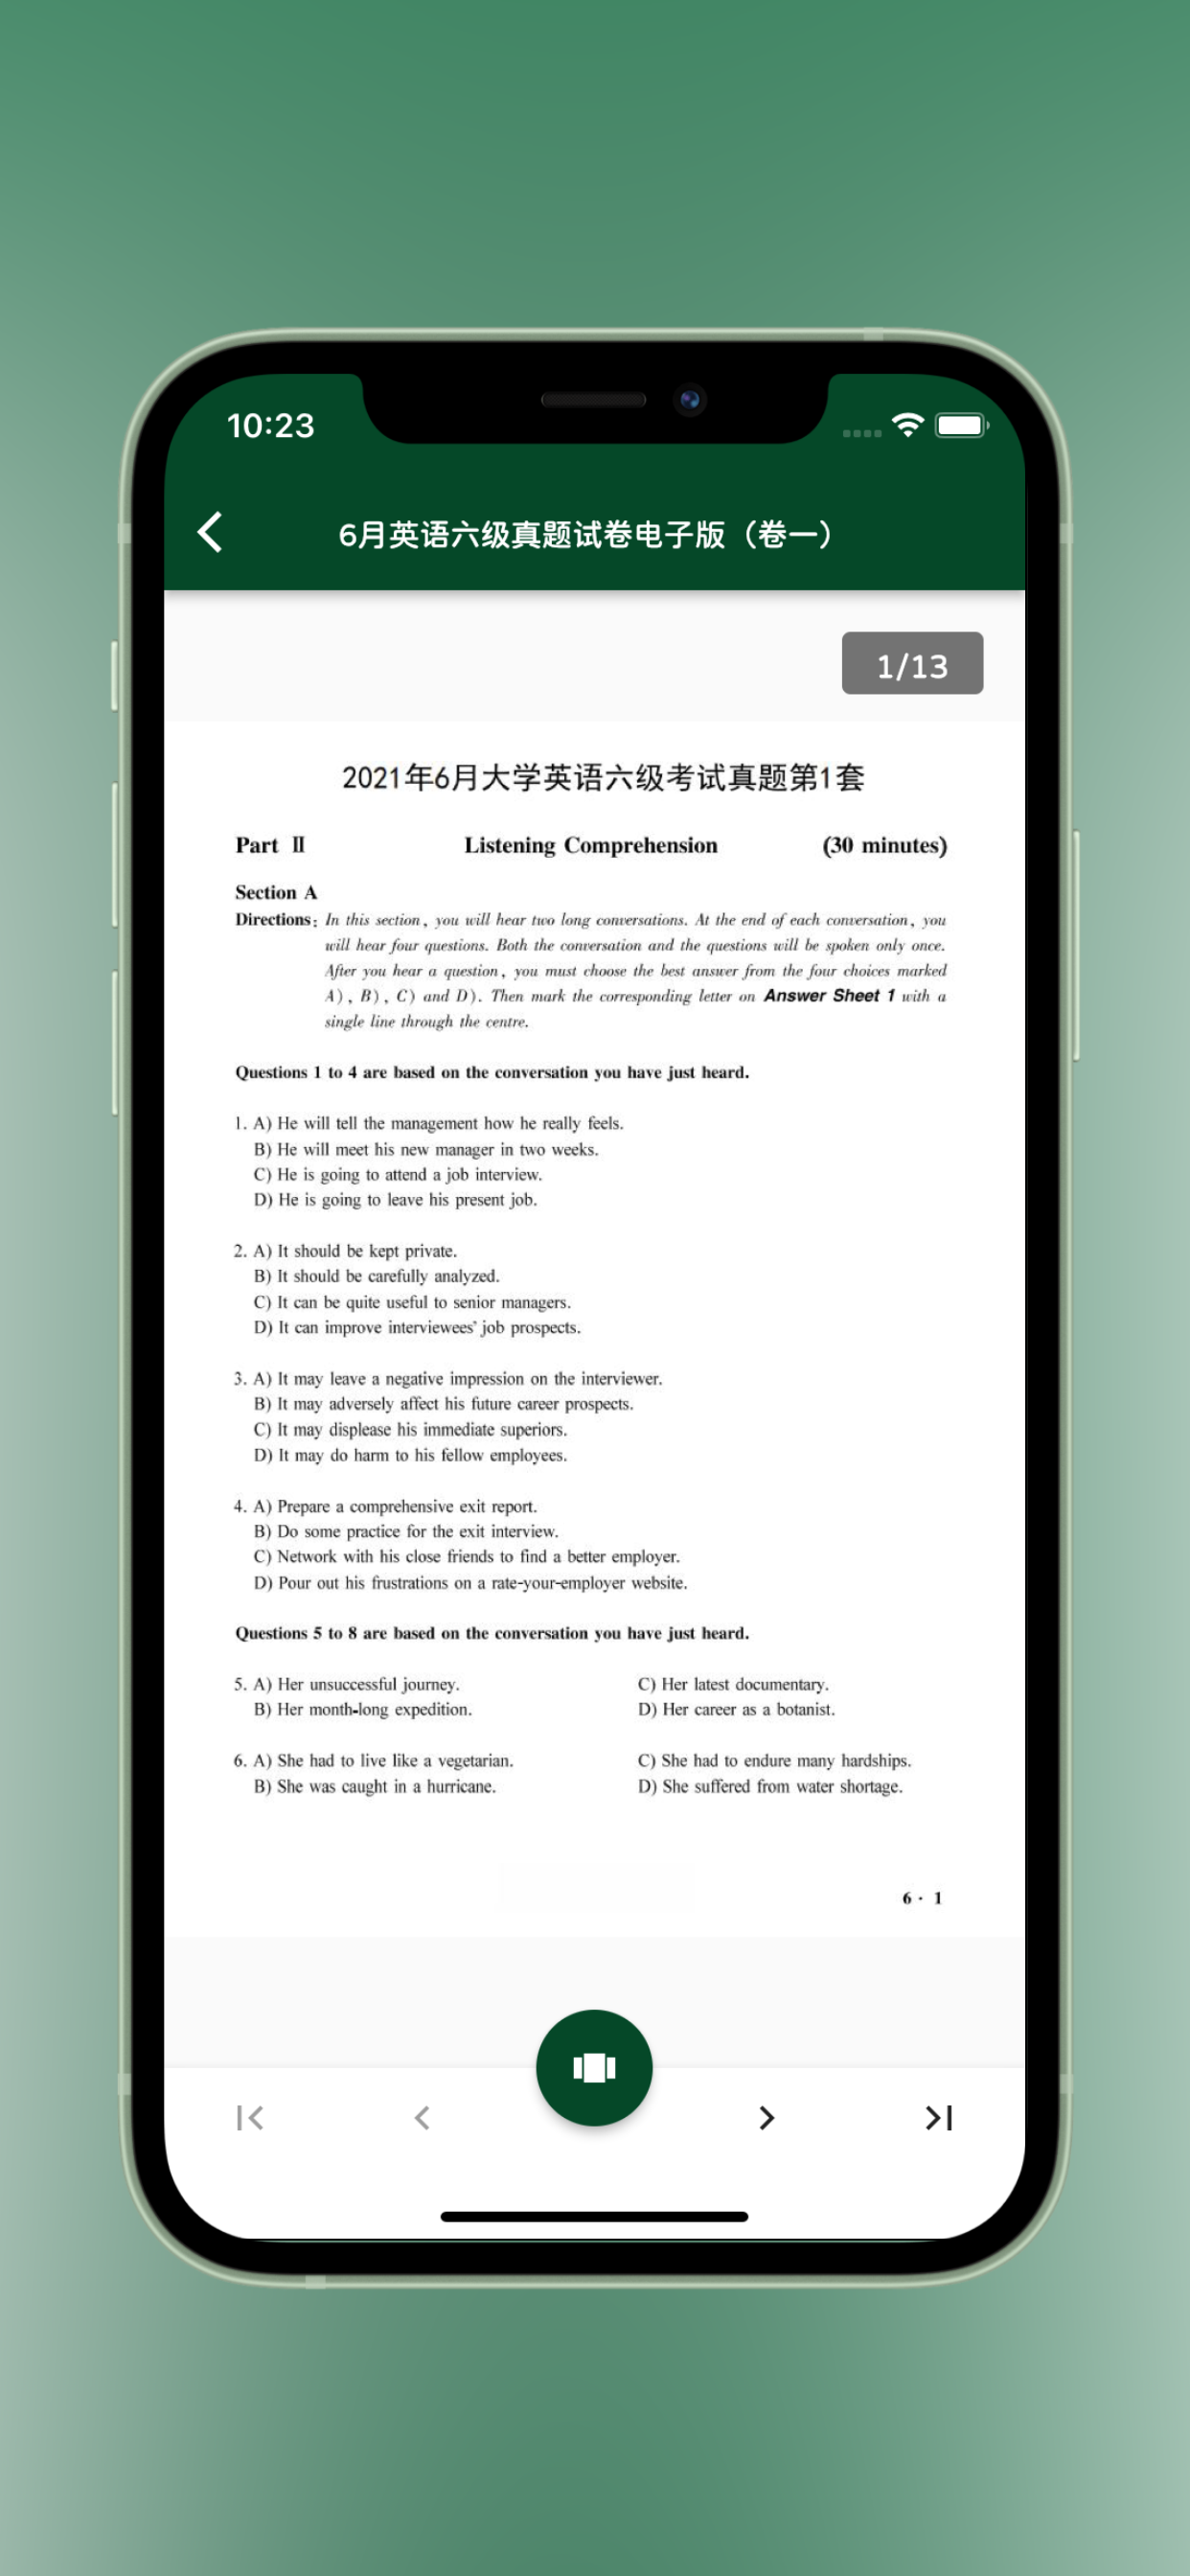 10:23
6月英语六级真题试卷电子版（卷一）
1/13
2021年6月大学英语六级考试真题第1套
Part Ⅱ Listening Comprehension (30 minutes)
Section A
Directions: In this section, you will hear two long conversations. At the end of each conversation, you
will hear four questions. Both the conversation and the questions will be spoken only once.
After you hear a question, you must choose the best answer from the four choices marked
A), B), C) and D). Then mark the corresponding letter on Answer Sheet 1 with a
single line through the centre.
Questions 1 to 4 are based on the conversation you have just heard.
1. A) He will tell the management how he really feels.
B) He will meet his new manager in two weeks.
C) He is going to attend a job interview.
D) He is going to leave his present job.
2. A) It should be kept private.
B) It should be carefully analyzed.
C) It can be quite useful to senior managers.
D) It can improve interviewees' job prospects.
3. A) It may leave a negative impression on the interviewer.
B) It may adversely affect his future career prospects.
C) It may displease his immediate superiors.
D) It may do harm to his fellow employees.
4. A) Prepare a comprehensive exit report.
B) Do some practice for the exit interview.
C) Network with his close friends to find a better employer.
D) Pour out his frustrations on a rate-your-employer website.
Questions 5 to 8 are based on the conversation you have just heard.
5. A) Her unsuccessful journey. C) Her latest documentary.
B) Her month-long expedition. D) Her career as a botanist.
6. A) She had to live like a vegetarian. C) She had to endure many hardships.
B) She was caught in a hurricane. D) She suffered from water shortage.
6 · 1